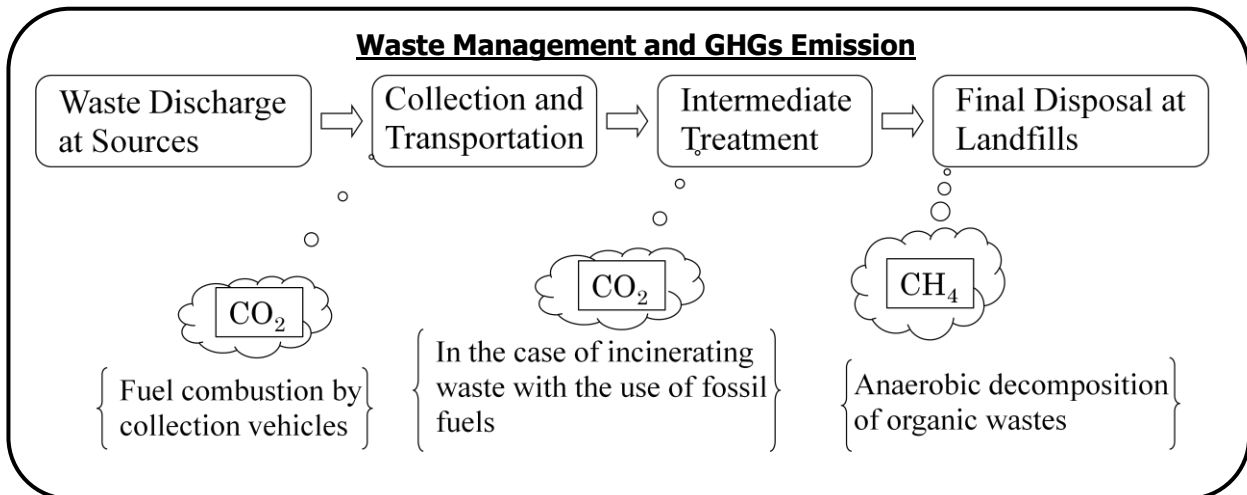 Waste Management and GHGs Emission
Waste Discharge
at Sources
Collection and
Transportation
Intermediate
Treatment
Final Disposal at
Landfills
CO₂
CO₂
CH₄
Fuel combustion by
collection vehicles
In the case of incinerating
waste with the use of fossil
fuels
Anaerobic decomposition
of organic wastes